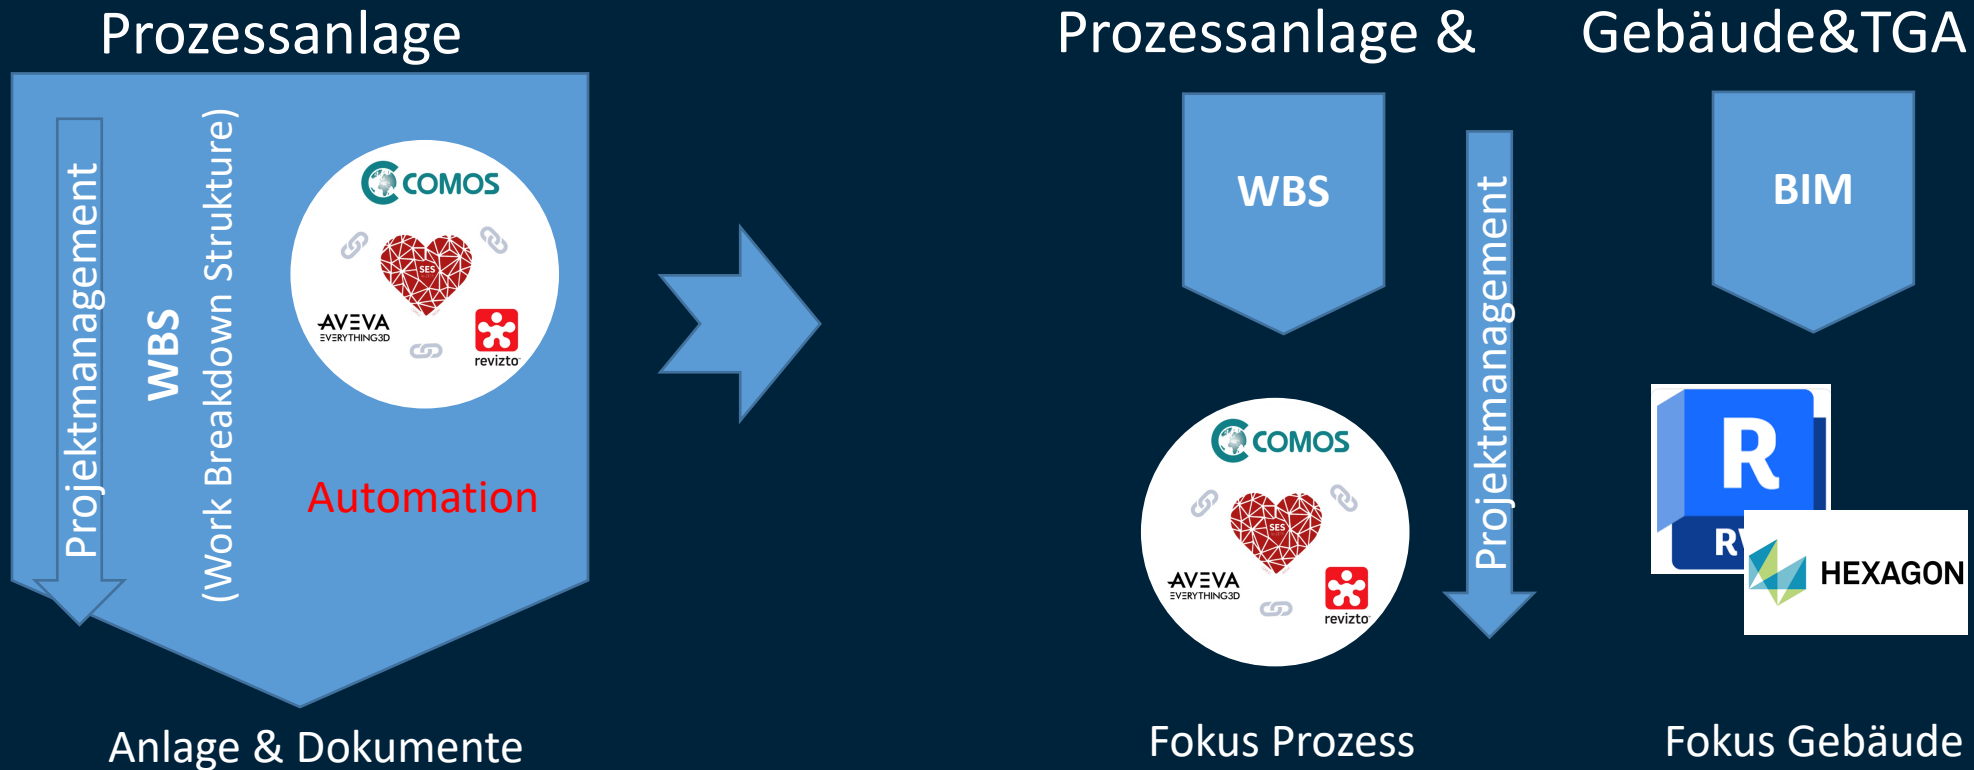 Prozessanlage
Projektmanagement
WBS
(Work Breakdown Strukture)
COMOS
SES
AVEVA
EVERYTHING3D
revizto
Automation
Anlage & Dokumente
Prozessanlage &
WBS
Projektmanagement
COMOS
SES
AVEVA
EVERYTHING3D
revizto
Fokus Prozess
Gebäude&TGA
BIM
R
HEXAGON
Fokus Gebäude